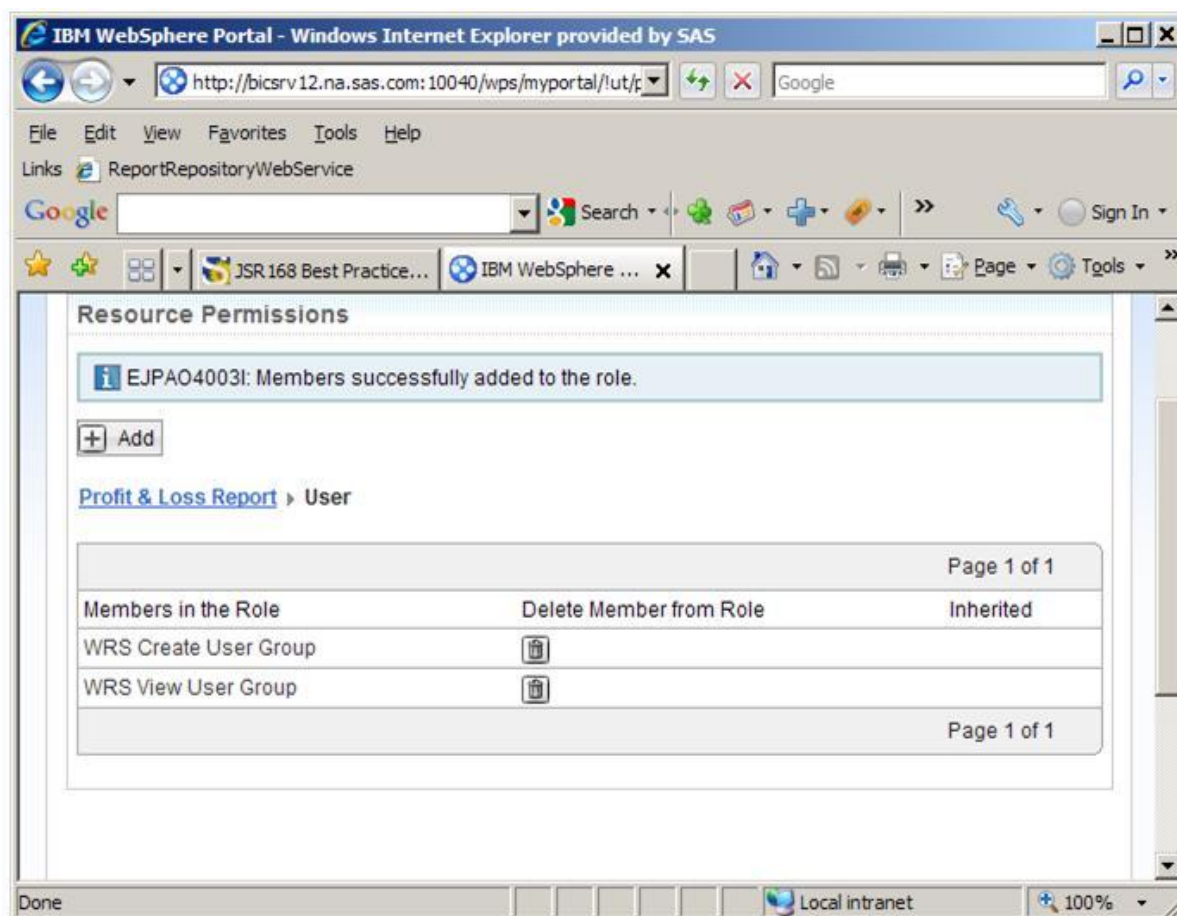 IBM WebSphere Portal - Windows Internet Explorer provided by SAS
http://bicsrv12.na.sas.com:10040/wps/myportal/!ut/p
Google
File Edit View Favorites Tools Help
Links ReportRepositoryWebService
Google Search Sign In
JSR168 Best Practice... IBM WebSphere ... Page Tools
Resource Permissions
EJPAO4003I: Members successfully added to the role.
Add
Profit & Loss Report User
Page 1 of 1
Members in the Role Delete Member from Role Inherited
WRS Create User Group
WRS View User Group
Page 1 of 1
Done Local intranet 100%